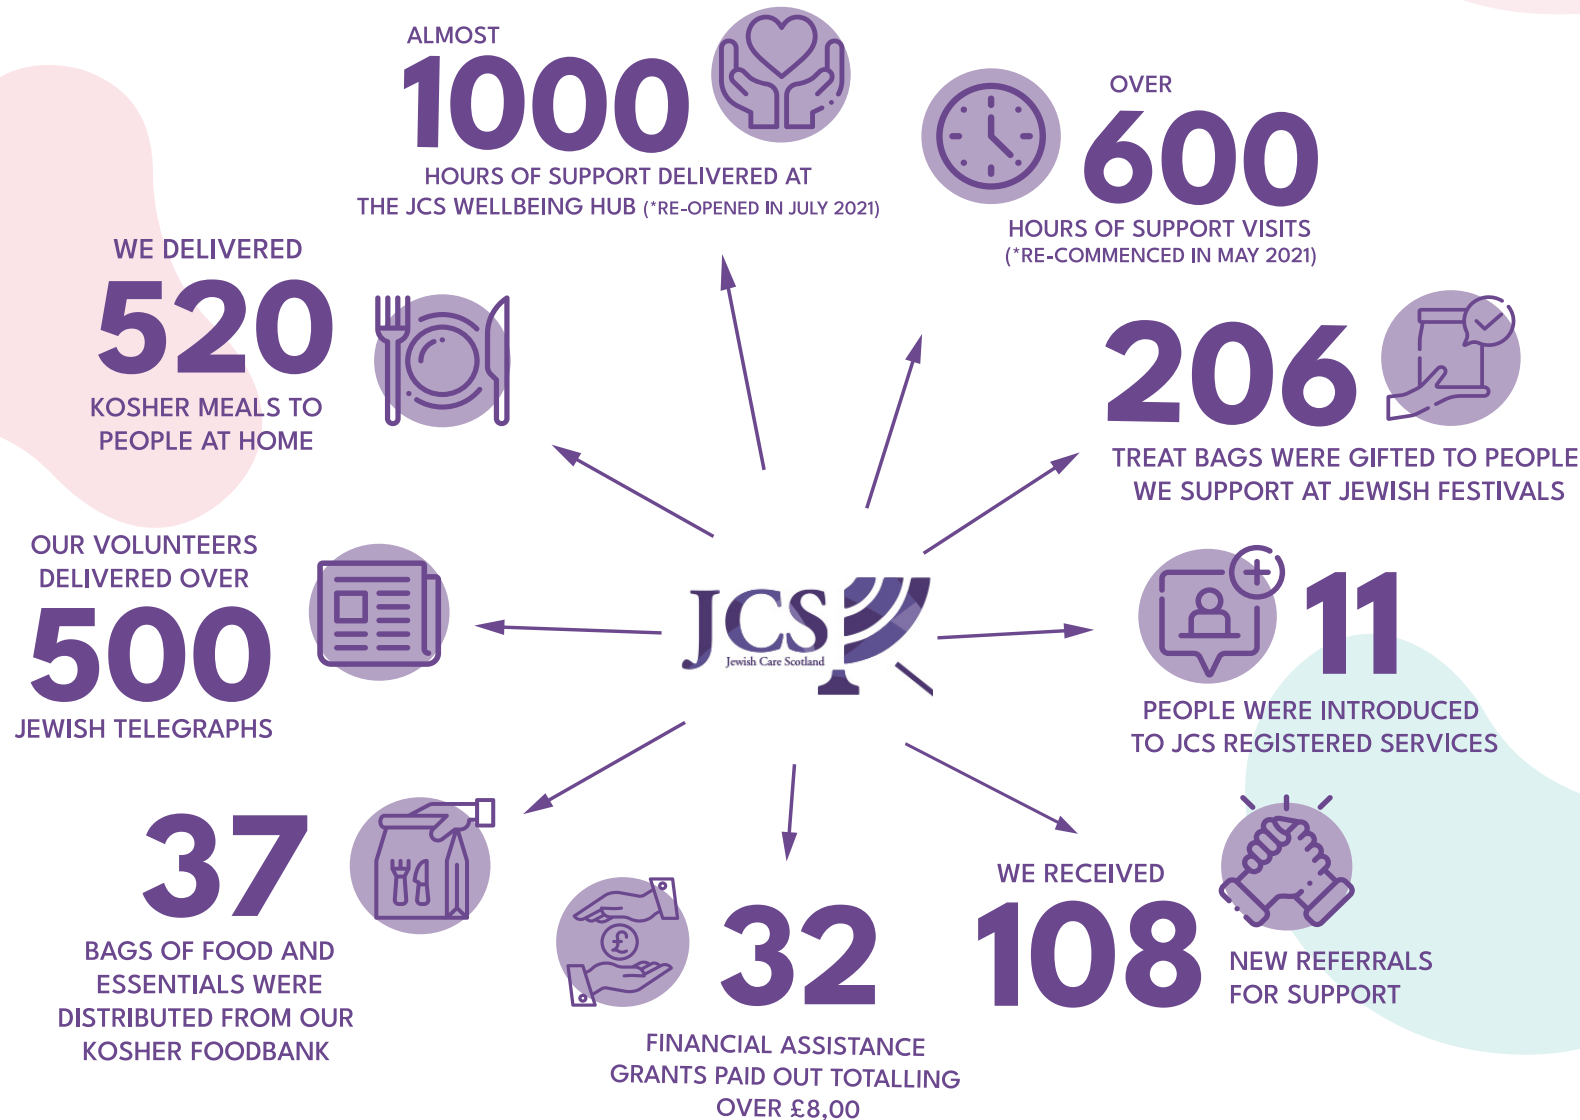 ALMOST
1000
HOURS OF SUPPORT DELIVERED AT
THE JCS WELLBEING HUB (*RE-OPENED IN JULY 2021)
OVER
600
HOURS OF SUPPORT VISITS
(*RE-COMMENCED IN MAY 2021)
WE DELIVERED
520
KOSHER MEALS TO
PEOPLE AT HOME
206
TREAT BAGS WERE GIFTED TO PEOPLE
WE SUPPORT AT JEWISH FESTIVALS
OUR VOLUNTEERS
DELIVERED OVER
500
JEWISH TELEGRAPHS
JCS
Jewish Care Scotland
11
PEOPLE WERE INTRODUCED
TO JCS REGISTERED SERVICES
37
BAGS OF FOOD AND
ESSENTIALS WERE
DISTRIBUTED FROM OUR
KOSHER FOODBANK
£
32
FINANCIAL ASSISTANCE
GRANTS PAID OUT TOTALLING
OVER £8,00
WE RECEIVED
108
NEW REFERRALS
FOR SUPPORT